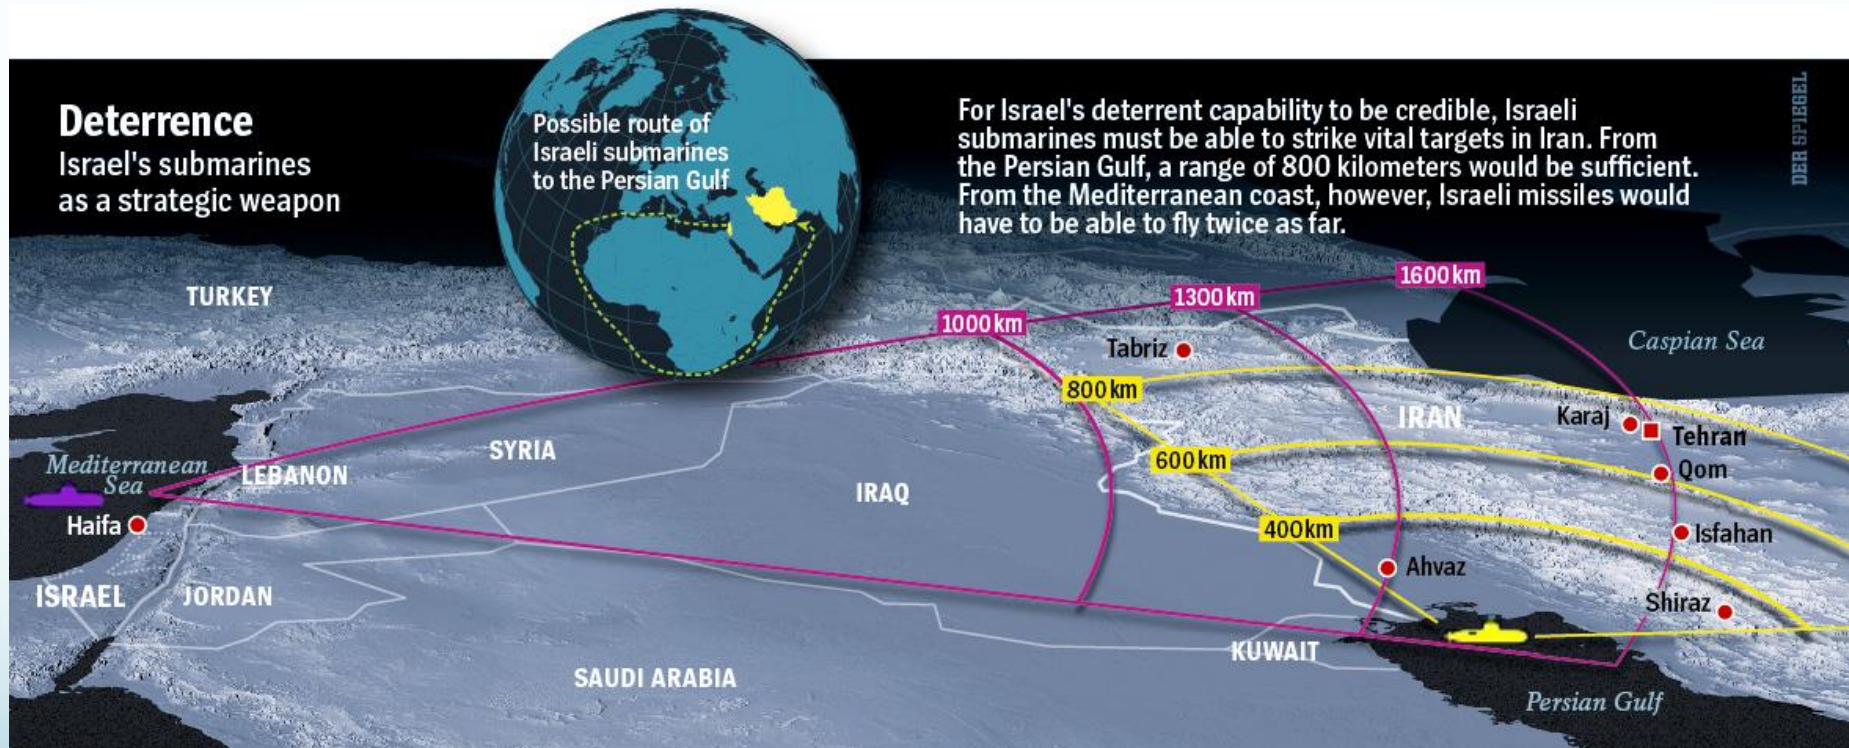 Deterrence
Israel's submarines
as a strategic weapon
Possible route of
Israeli submarines
to the Persian Gulf
For Israel's deterrent capability to be credible, Israeli
submarines must be able to strike vital targets in Iran. From
the Persian Gulf, a range of 800 kilometers would be sufficient.
From the Mediterranean coast, however, Israeli missiles would
have to be able to fly twice as far.
DER SPIEGEL
TURKEY
1600 km
1300 km
1000 km
Caspian Sea
Tabriz
800 km
IRAN
Karaj
Tehran
SYRIA
Mediterranean
Sea
LEBANON
600 km
Qom
IRAQ
Haifa
400 km
Isfahan
Ahvaz
ISRAEL
JORDAN
Shiraz
KUWAIT
SAUDI ARABIA
Persian Gulf